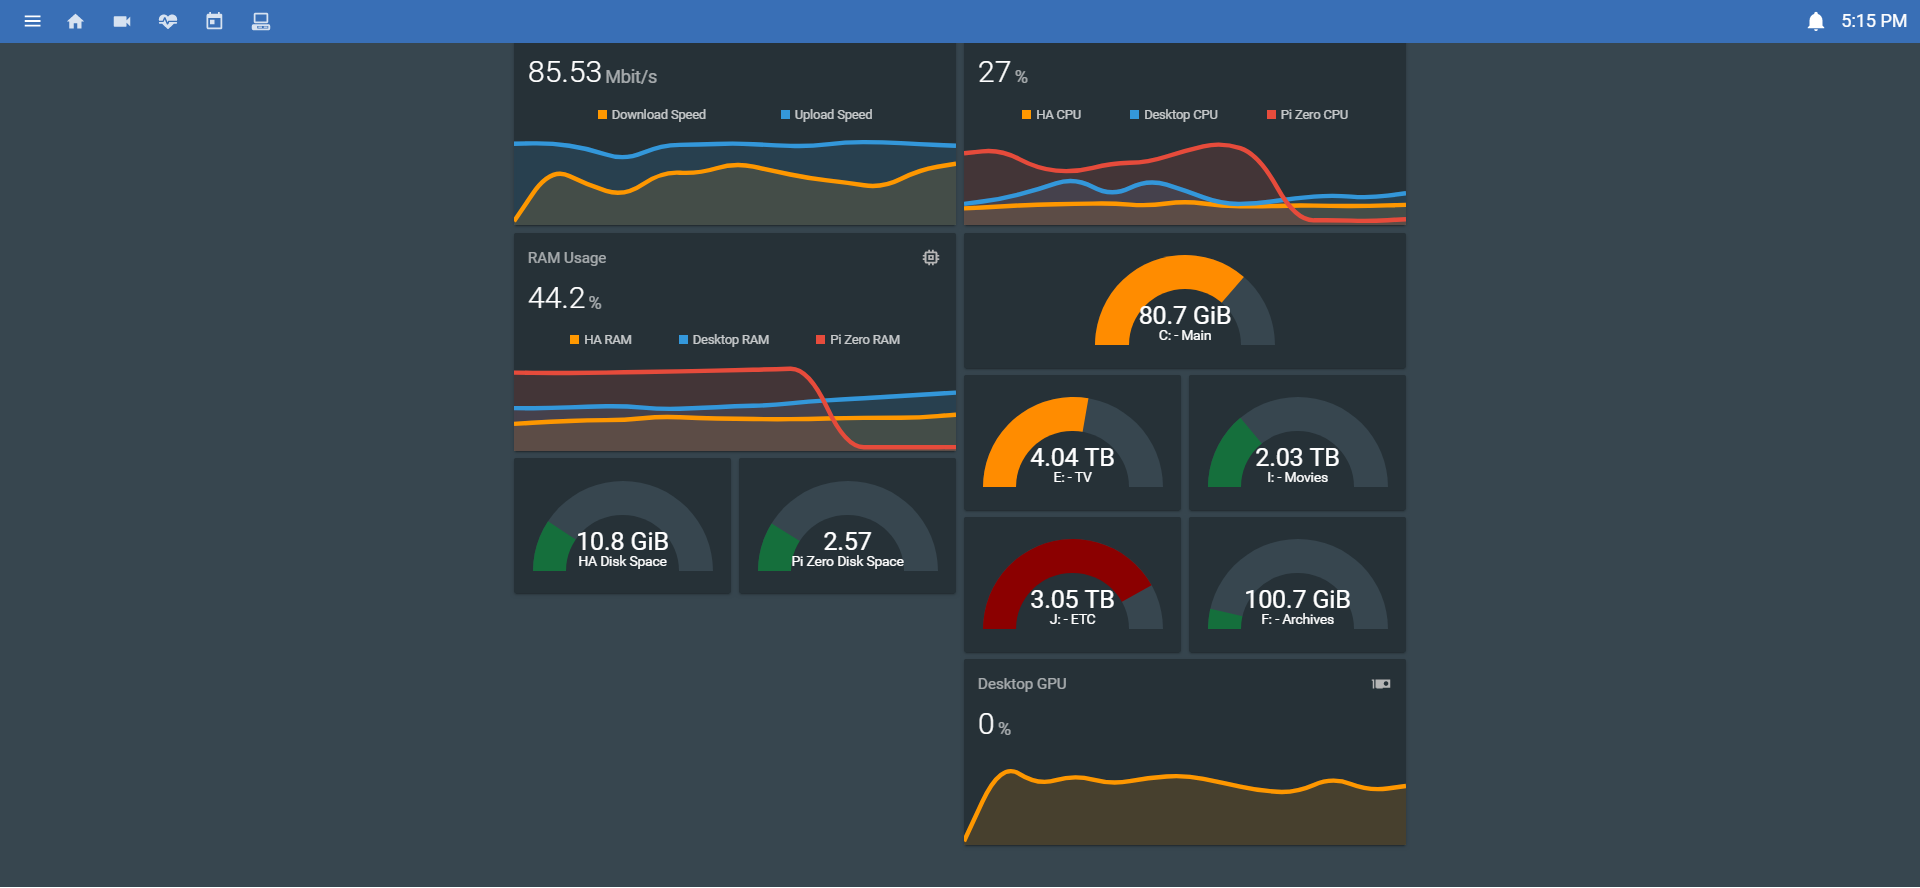 5:15 PM
85.53 Mbit/s
Download Speed Upload Speed
27 %
HA CPU Desktop CPU Pi Zero CPU
RAM Usage
44.2 %
HA RAM Desktop RAM Pi Zero RAM
80.7 GiB
C: - Main
4.04 TB
E: - TV
2.03 TB
I: - Movies
10.8 GiB
HA Disk Space
2.57
Pi Zero Disk Space
3.05 TB
J: - ETC
100.7 GiB
F: - Archives
Desktop GPU
0 %